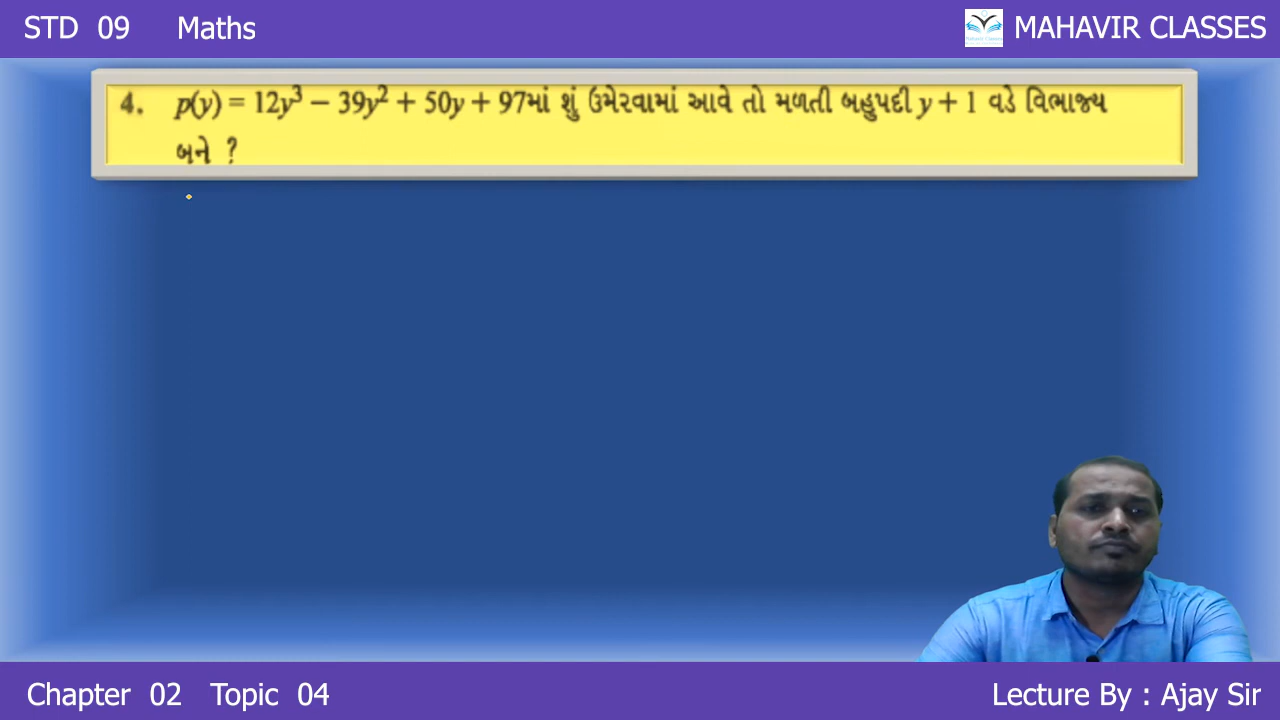 STD 09 Maths
MAHAVIR CLASSES
4. p(y) = 12y³ – 39y² + 50y + 97માં શું ઉમેરવામાં આવે તો મળતી બહુપદી y + 1 વડે વિભાજ્ય
બને ?
Chapter 02 Topic 04
Lecture By : Ajay Sir